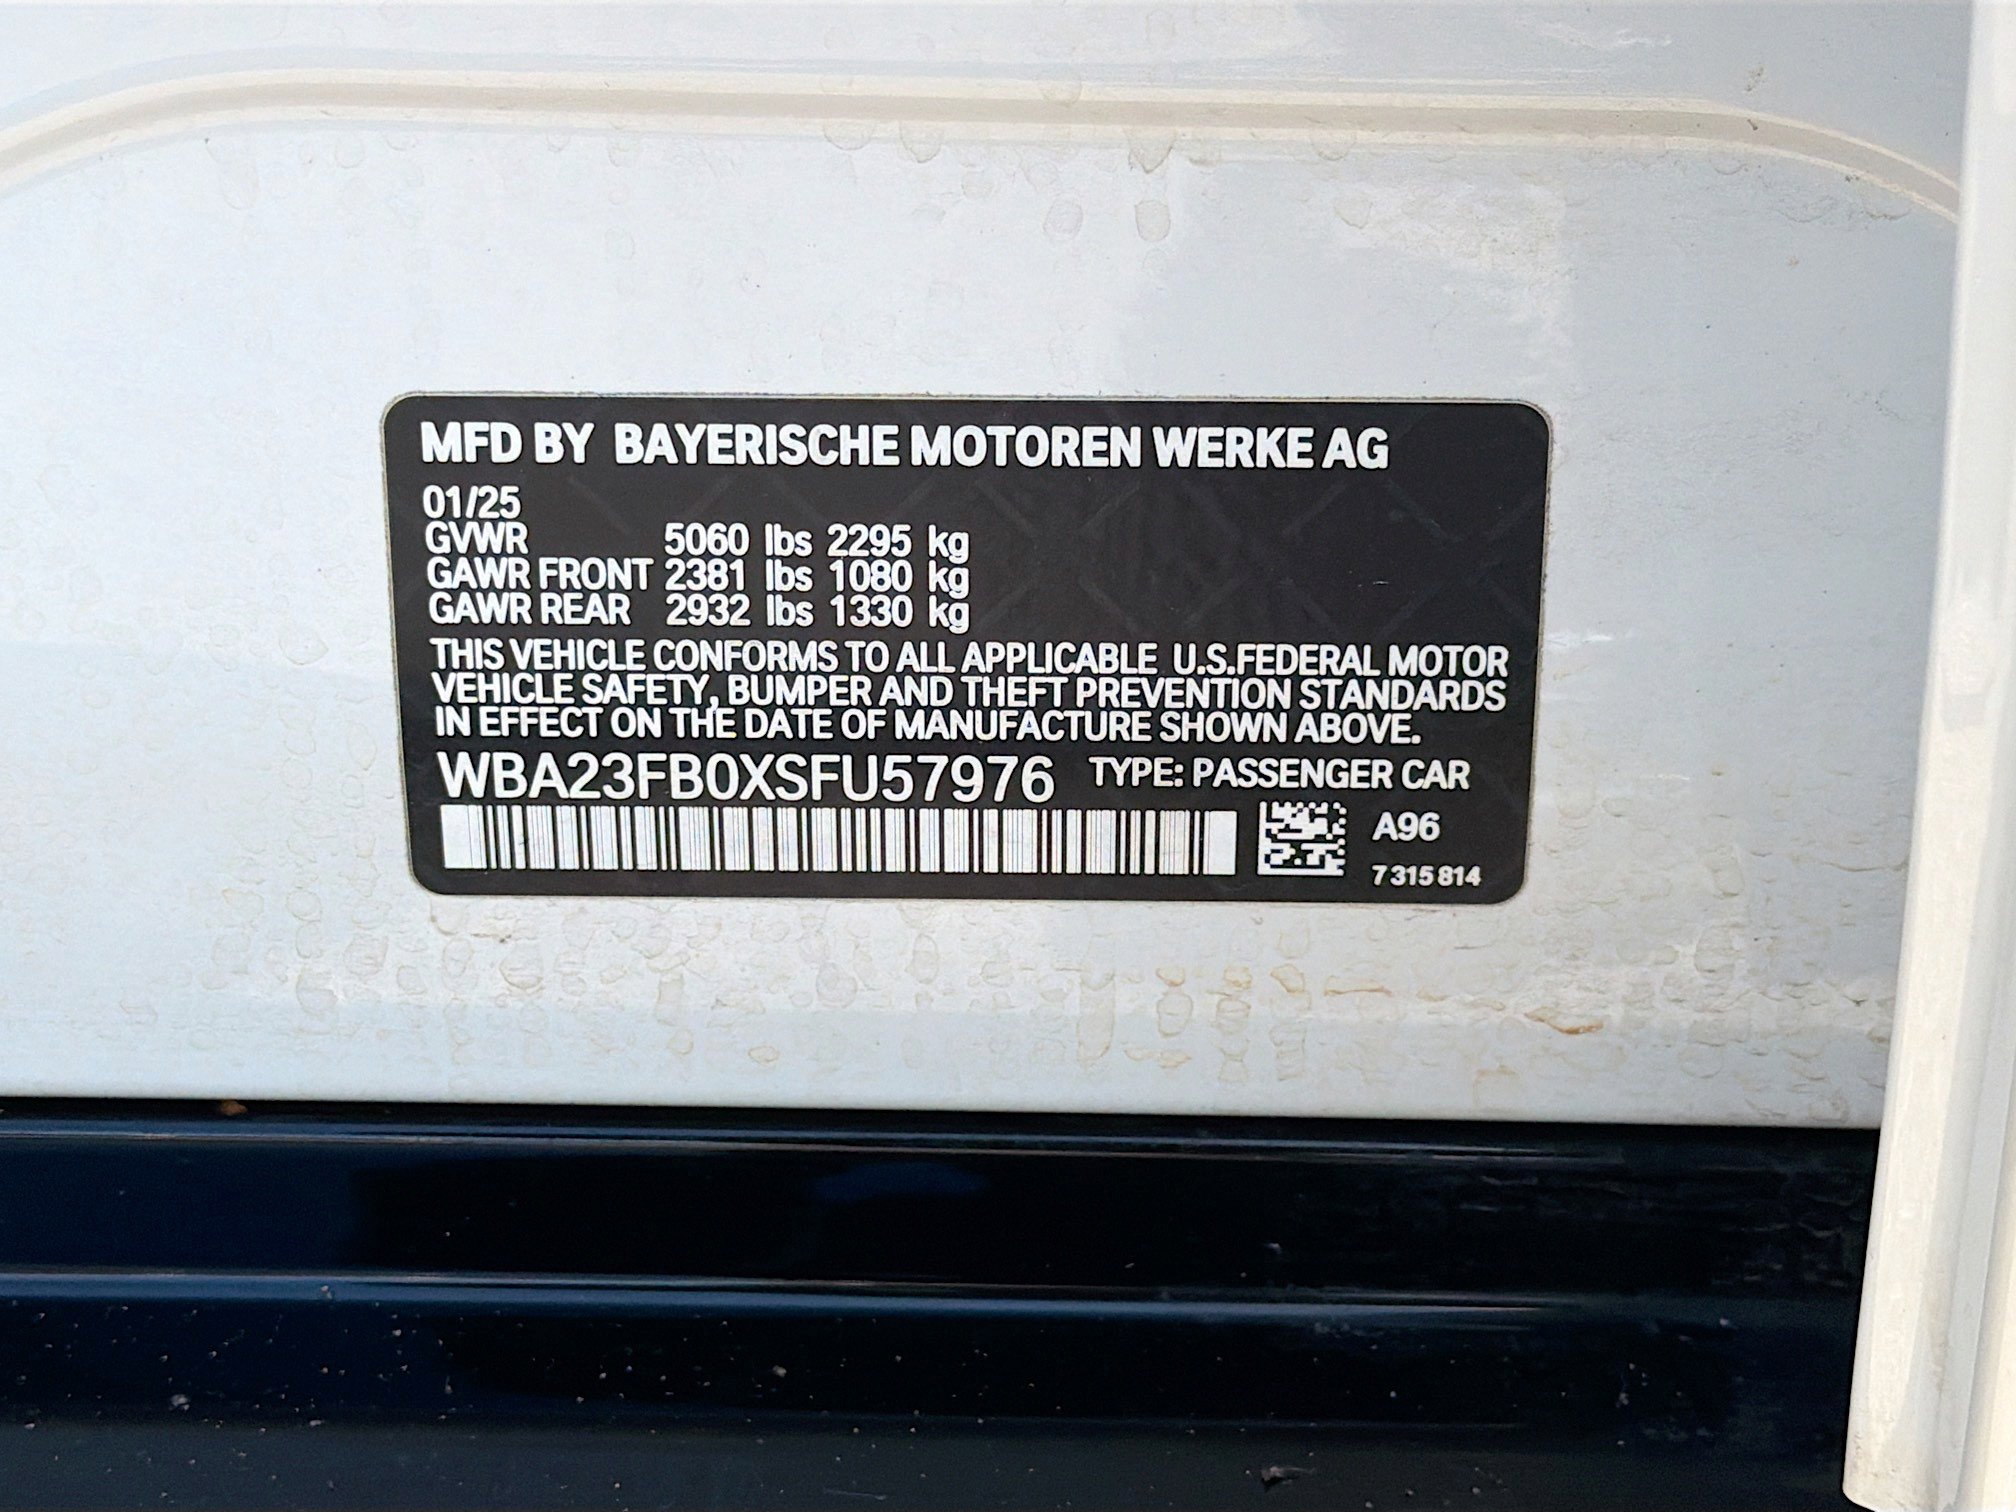 MFD BY BAYERISCHE MOTOREN WERKE AG
01/25
GVWR 5060 lbs 2295 kg
GAWR FRONT 2381 lbs 1080 kg
GAWR REAR 2932 lbs 1330 kg
THIS VEHICLE CONFORMS TO ALL APPLICABLE U.S.FEDERAL MOTOR
VEHICLE SAFETY, BUMPER AND THEFT PREVENTION STANDARDS
IN EFFECT ON THE DATE OF MANUFACTURE SHOWN ABOVE.
WBA23FB0XSFU57976 TYPE: PASSENGER CAR
A96
7 315 814